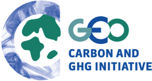 GEO
CARBON AND
GHG INITIATIVE